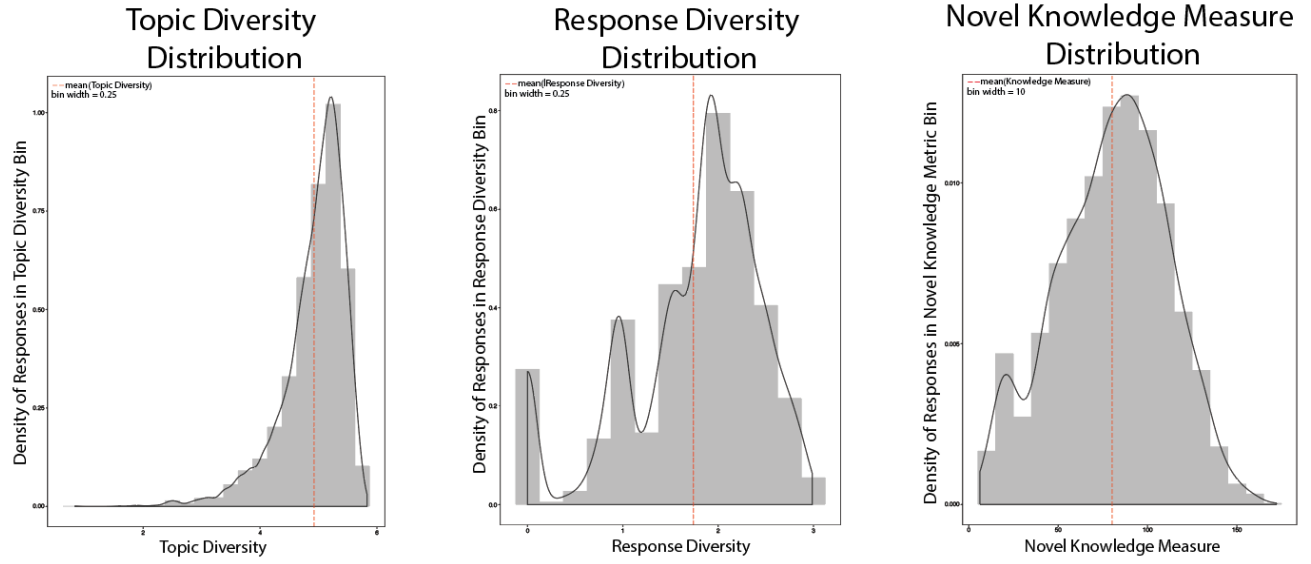 Topic Diversity
Distribution
mean(Topic Diversity)
bin width = 0.25
Density of Responses in Topic Diversity Bin
1.00
0.75
0.50
0.25
0.00
2
4
6
Topic Diversity
Response Diversity
Distribution
mean(lResponse Diversity)
bin width = 0.25
Density of Responses in Response Diversity Bin
0.8
0.6
0.4
0.2
0.0
0
1
2
3
Response Diversity
Novel Knowledge Measure
Distribution
mean(Knowledge Measure)
bin width = 10
Density of Responses in Novel Knowledge Metric Bin
0.010
0.005
0.000
0
50
100
150
Novel Knowledge Measure